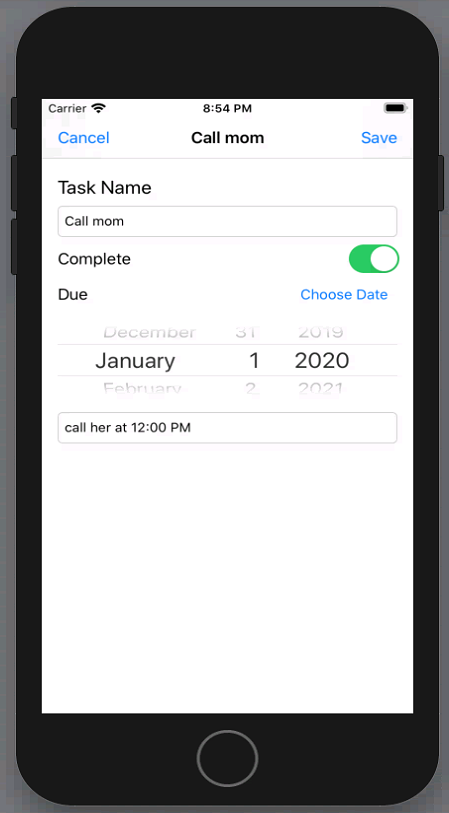 Carrier 8:54 PM
Cancel Call mom Save
Task Name
Call mom
Complete
Due Choose Date
December 31 2019
January 1 2020
February 2 2021
call her at 12:00 PM